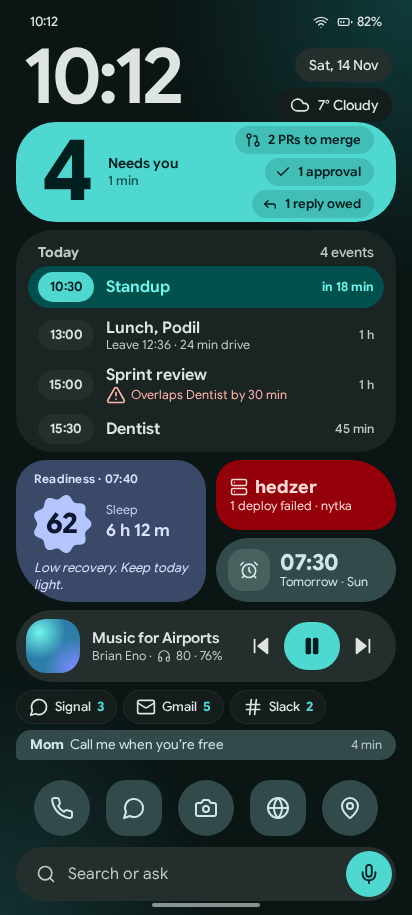 10:12
82%
10:12
Sat, 14 Nov
7° Cloudy
4
Needs you
1 min
2 PRs to merge
1 approval
1 reply owed
Today
4 events
10:30 Standup in 18 min
13:00 Lunch, Podil 1 h
Leave 12:36 · 24 min drive
15:00 Sprint review 1 h
Overlaps Dentist by 30 min
15:30 Dentist 45 min
Readiness · 07:40
62
Sleep
6 h 12 m
Low recovery. Keep today
light.
hedzer
1 deploy failed · nytka
07:30
Tomorrow · Sun
Music for Airports
Brian Eno · 80 · 76%
Signal 3
Gmail 5
Slack 2
Mom Call me when you're free 4 min
Search or ask